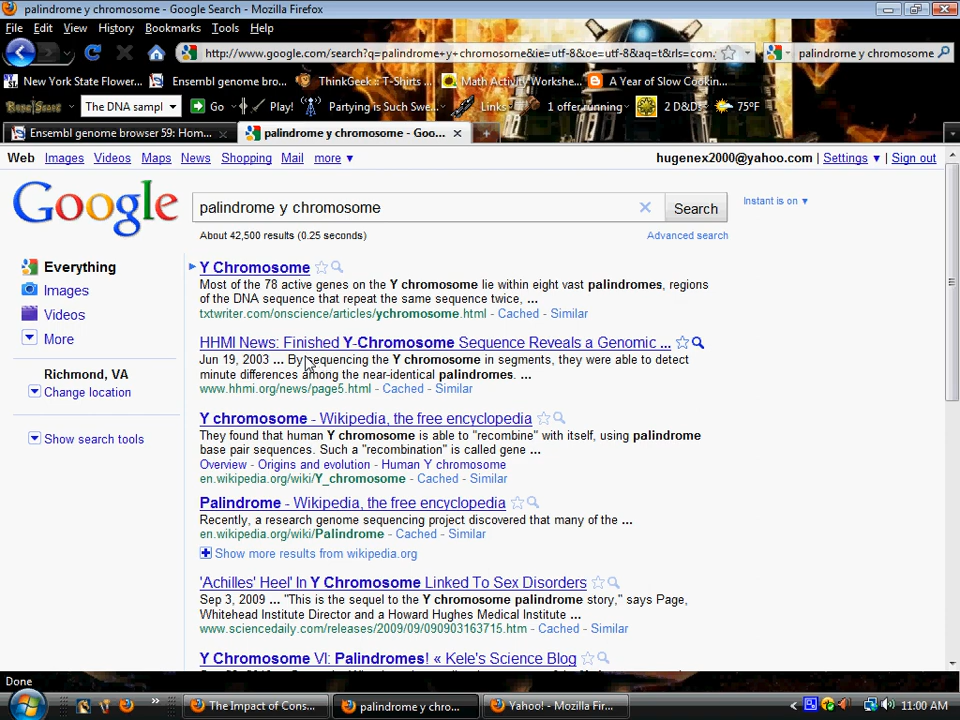 palindrome y chromosome - Google Search - Mozilla Firefox
File Edit View History Bookmarks Tools Help
http://www.google.com/search?q=palindrome+y+chromosome&ie=utf-8&oe=utf-8&aq=t&rls=com.
palindrome y chromosome
New York State Flower... Ensembl genome bro... ThinkGeek :: T-Shirts ... Math Activity Workshe... A Year of Slow Cookin...
The DNA sampl Go Play! Partying is Such Swe... Links 1 offer running 2 D&D: 75ºF
Ensembl genome browser 59: Hom... palindrome y chromosome - Goo...
Web Images Videos Maps News Shopping Mail more ▼ hugenex2000@yahoo.com | Settings ▼ | Sign out
Google
palindrome y chromosome
Search
Instant is on ▼
About 42,500 results (0.25 seconds)
Advanced search
Everything
Images
Videos
More
Richmond, VA
Change location
Show search tools
Y Chromosome
Most of the 78 active genes on the Y chromosome lie within eight vast palindromes, regions
of the DNA sequence that repeat the same sequence twice, ...
txtwriter.com/onscience/articles/ychromosome.html - Cached - Similar
HHMI News: Finished Y-Chromosome Sequence Reveals a Genomic ...
Jun 19, 2003 ... By sequencing the Y chromosome in segments, they were able to detect
minute differences among the near-identical palindromes. ...
www.hhmi.org/news/page5.html - Cached - Similar
Y chromosome - Wikipedia, the free encyclopedia
They found that human Y chromosome is able to "recombine" with itself, using palindrome
base pair sequences. Such a "recombination" is called gene ...
Overview - Origins and evolution - Human Y chromosome
en.wikipedia.org/wiki/Y_chromosome - Cached - Similar
Palindrome - Wikipedia, the free encyclopedia
Recently, a research genome sequencing project discovered that many of the ...
en.wikipedia.org/wiki/Palindrome - Cached - Similar
Show more results from wikipedia.org
'Achilles' Heel' In Y Chromosome Linked To Sex Disorders
Sep 3, 2009 ... "This is the sequel to the Y chromosome palindrome story," says Page,
Whitehead Institute Director and a Howard Hughes Medical Institute ...
www.sciencedaily.com/releases/2009/09/090903163715.htm - Cached - Similar
Y Chromosome VI: Palindromes! « Kele's Science Blog
Done
The Impact of Cons... palindrome y chro... Yahoo! - Mozilla Fir... 11:00 AM